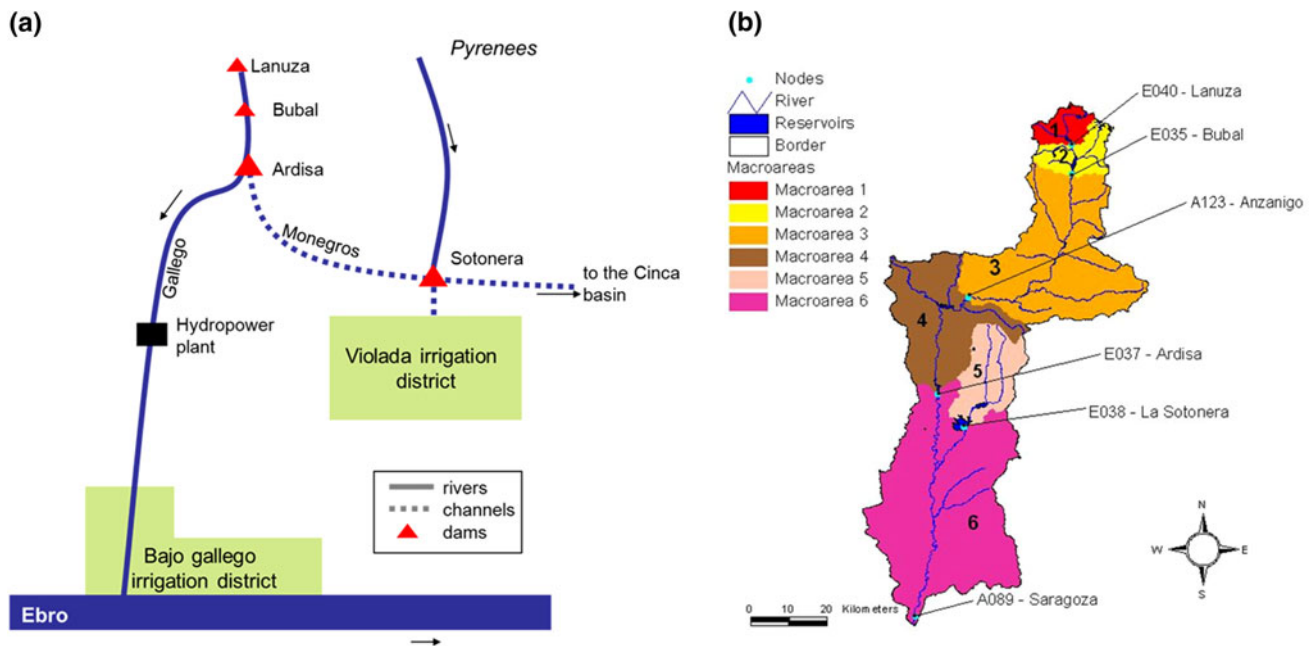 (a)
Pyrenees
Lanuza
Bubal
Ardisa
Gallego
Monegros
Sotonera
to the Cinca
basin
Hydropower
plant
Violada irrigation
district
rivers
channels
dams
Bajo gallego
irrigation district
Ebro
(b)
Nodes
River
Reservoirs
Border
Macroareas
Macroarea 1
Macroarea 2
Macroarea 3
Macroarea 4
Macroarea 5
Macroarea 6
E040 - Lanuza
E035 - Bubal
A123 - Anzanigo
E037 - Ardisa
E038 - La Sotonera
A089 - Saragoza
1
2
3
4
5
6
0 10 20 Kilometers
N
W E
S